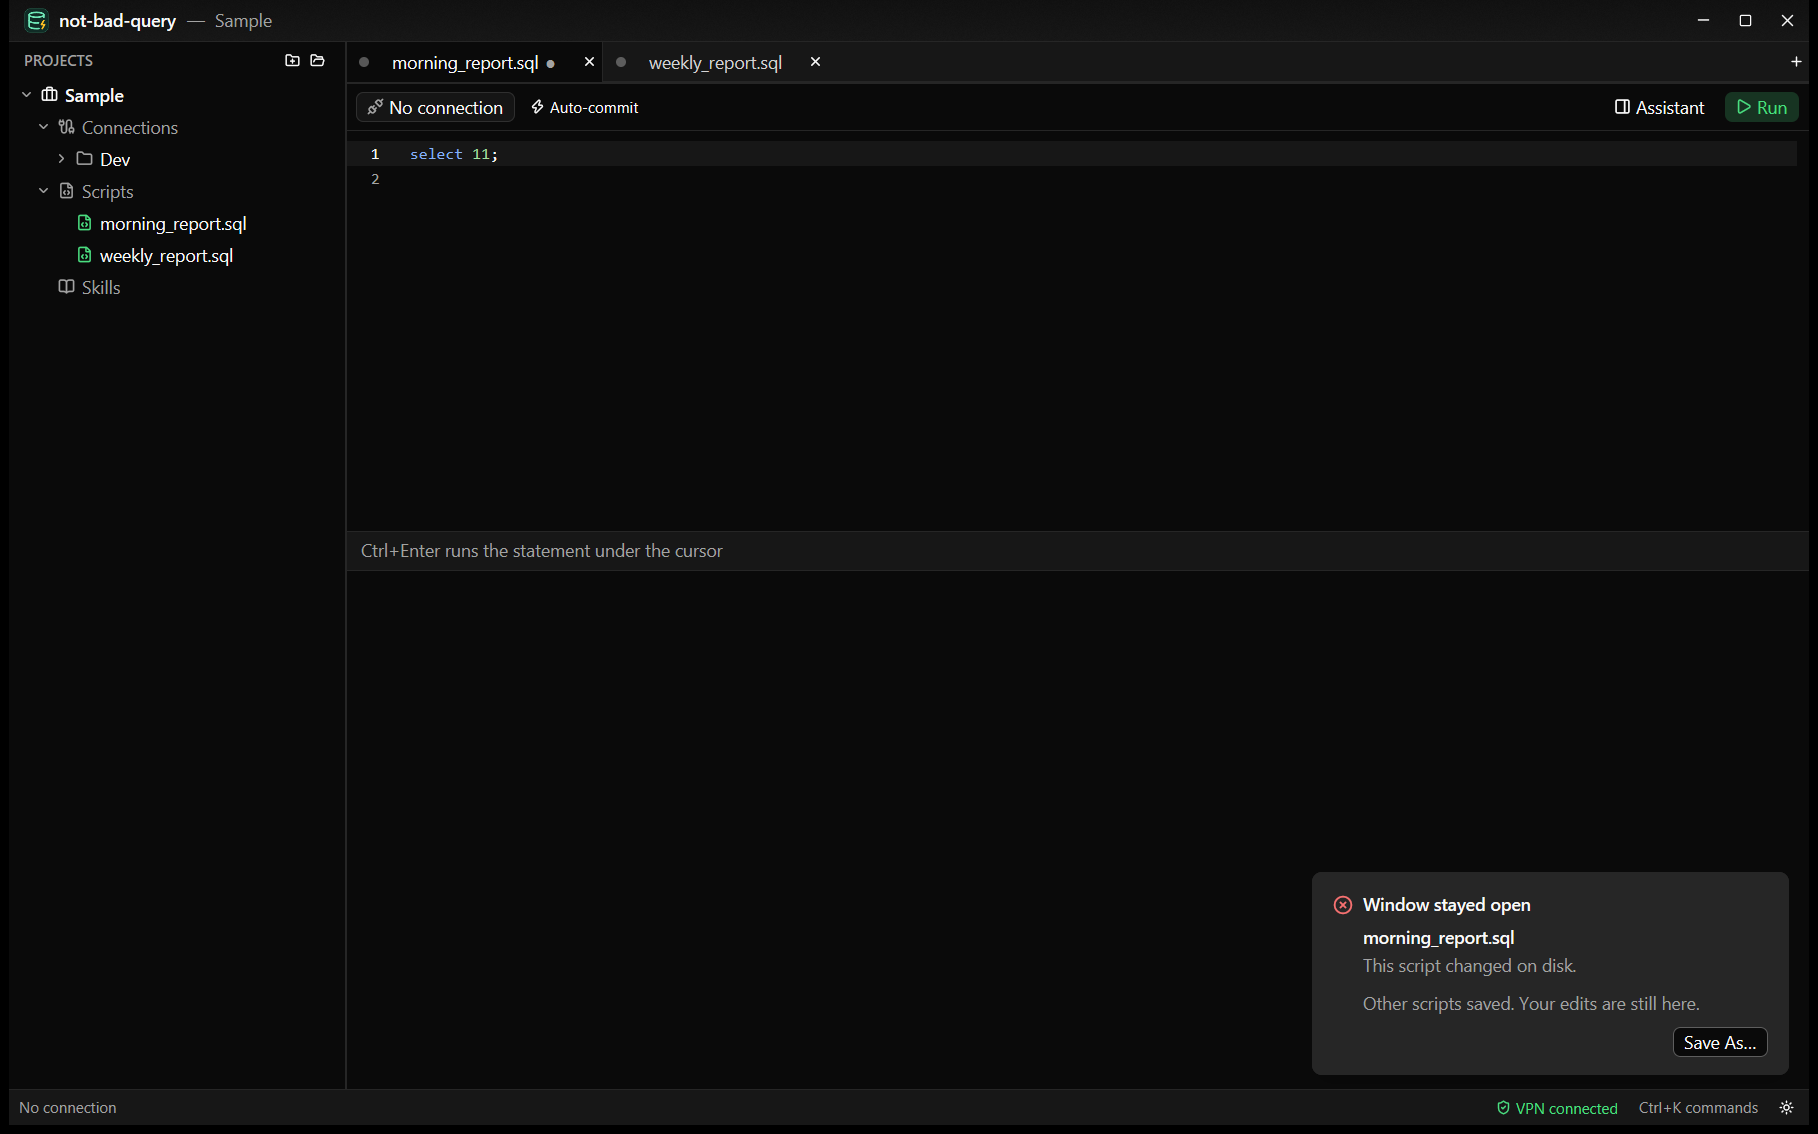 not-bad-query — Sample
PROJECTS
Sample
Connections
Dev
Scripts
morning_report.sql
weekly_report.sql
Skills
morning_report.sql
weekly_report.sql
No connection
Auto-commit
Assistant
Run
1 select 11;
2
Ctrl+Enter runs the statement under the cursor
Window stayed open
morning_report.sql
This script changed on disk.
Other scripts saved. Your edits are still here.
Save As...
No connection
VPN connected
Ctrl+K commands